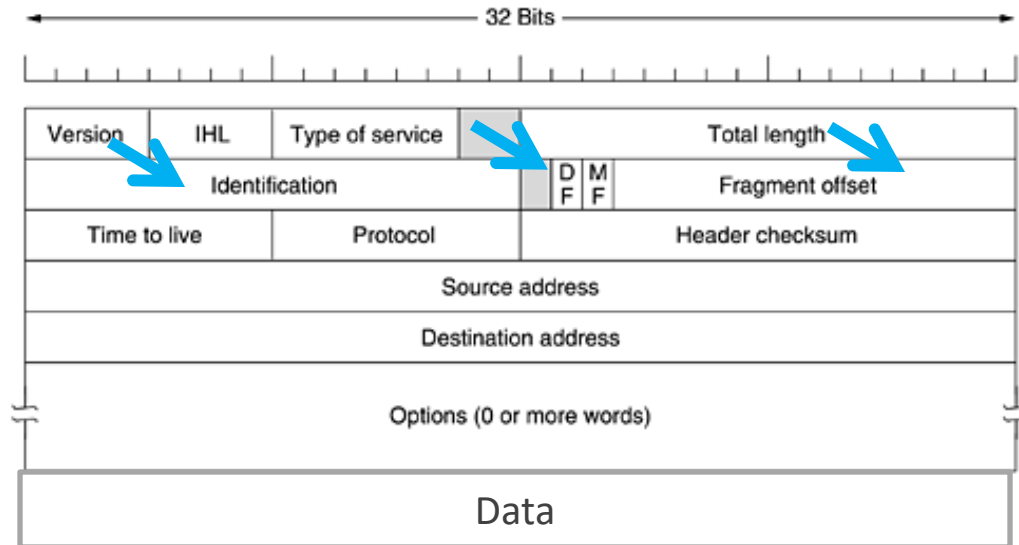 32 Bits
Version IHL Type of service Total length
Identification D F M F Fragment offset
Time to live Protocol Header checksum
Source address
Destination address
Options (0 or more words)
Data